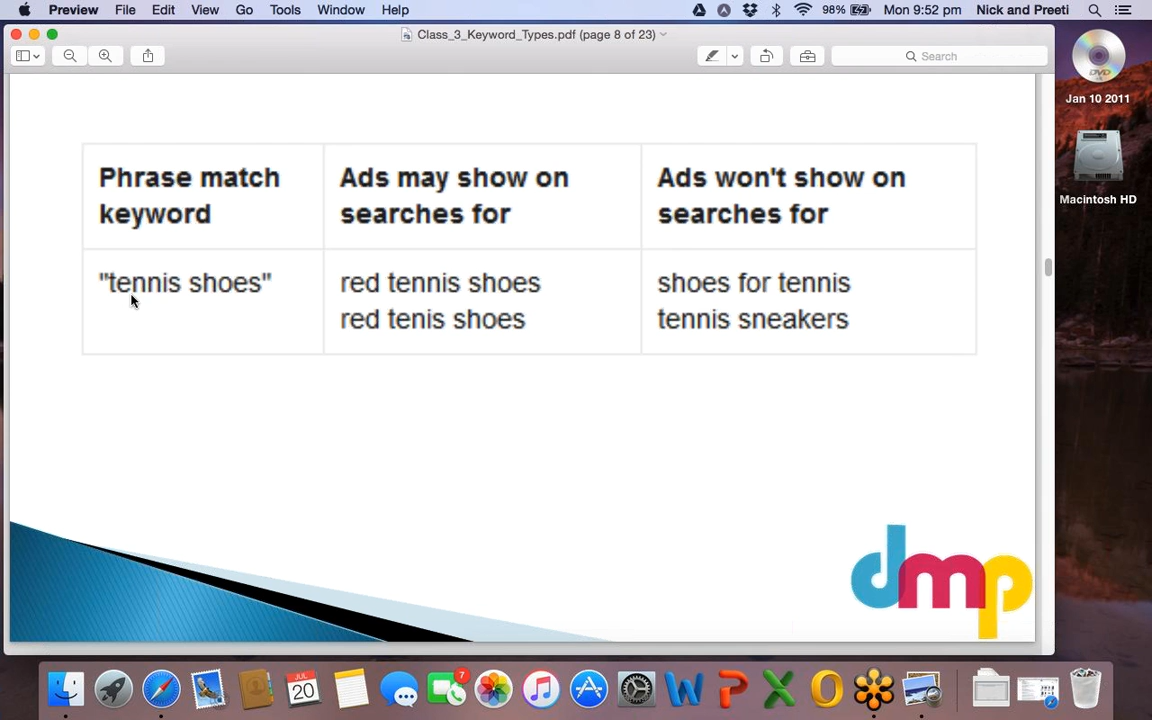 Preview File Edit View Go Tools Window Help 98% Mon 9:52 pm Nick and Preeti
Class_3_Keyword_Types.pdf (page 8 of 23)
Search
DVD
Jan 10 2011
Macintosh HD
Phrase match
keyword
Ads may show on
searches for
Ads won't show on
searches for
"tennis shoes"
red tennis shoes
red tenis shoes
shoes for tennis
tennis sneakers
dmp
JUL
20
7